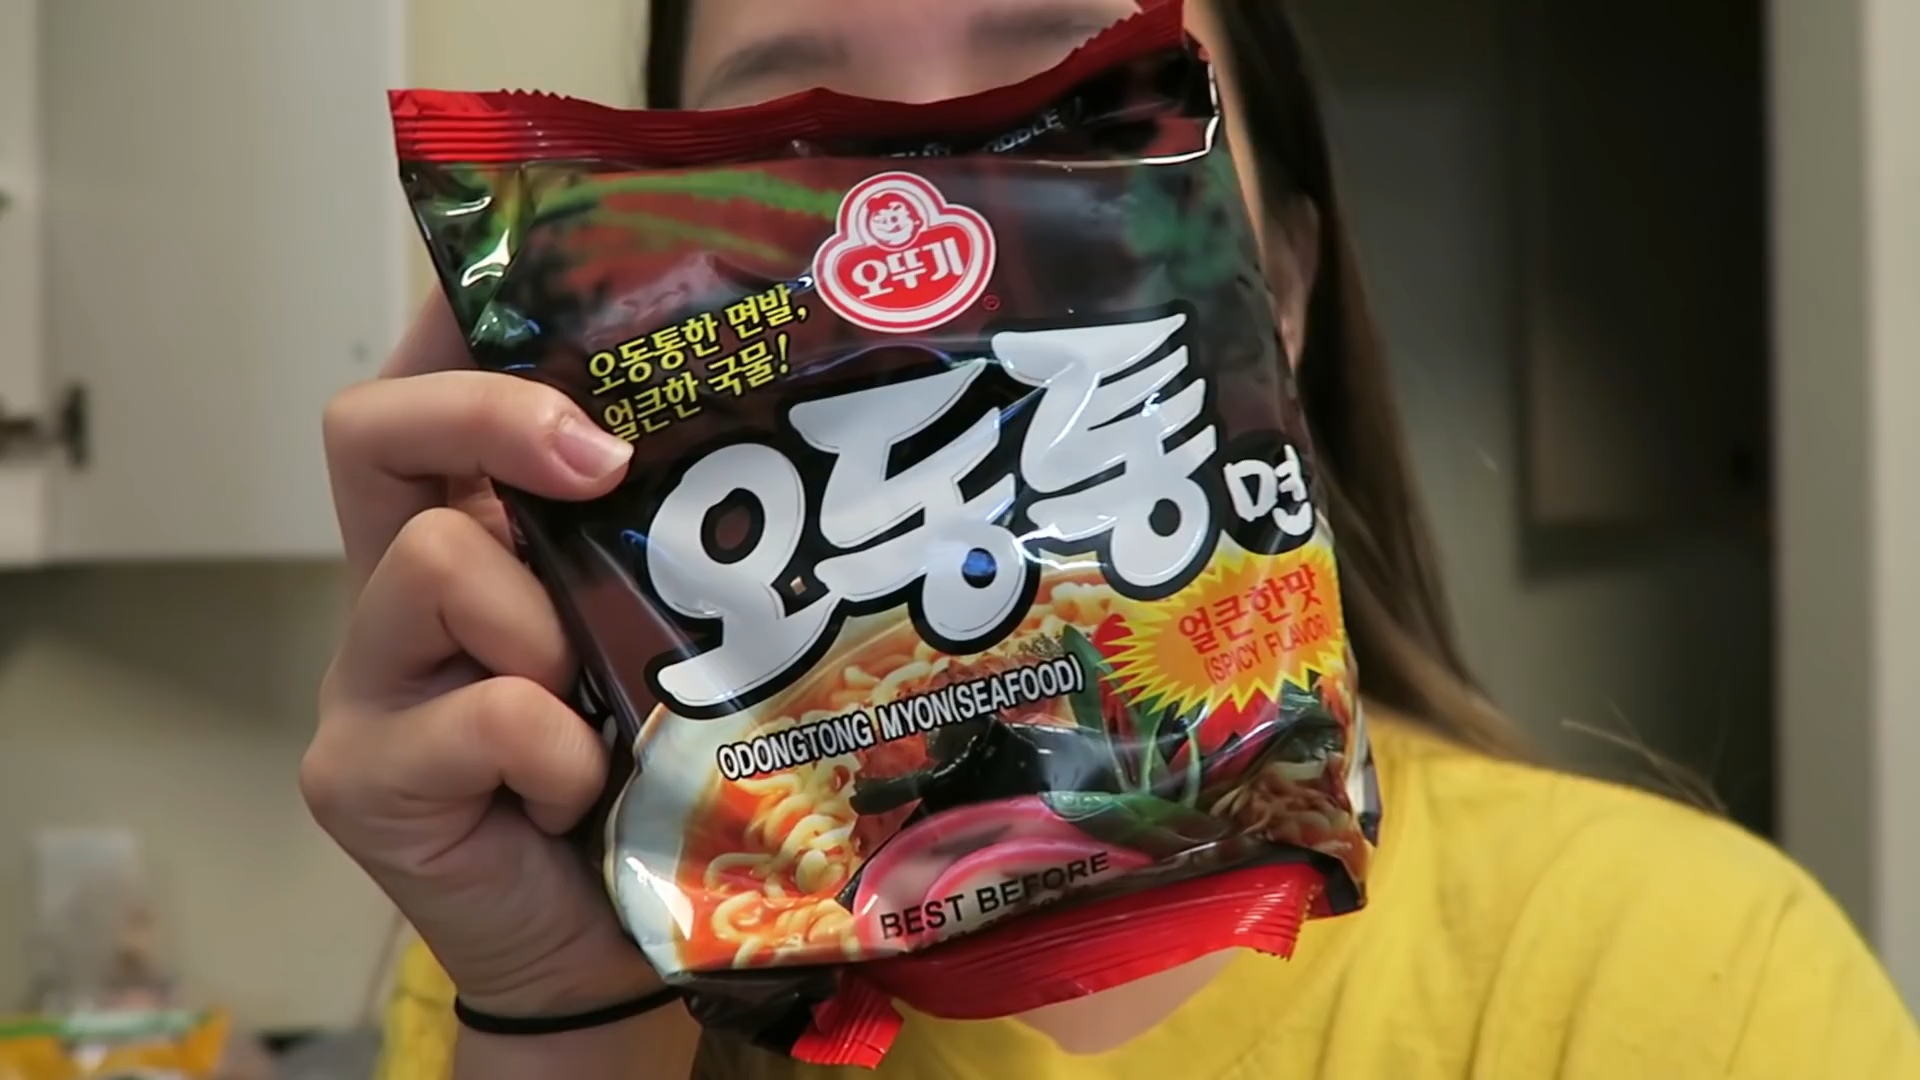 NOODLE
오뚜기
오동통한 면발,
얼큰한 국물!
오동통면
얼큰한맛
(SPICY FLAVOR)
ODONGTONG MYON(SEAFOOD)
BEST BEFORE